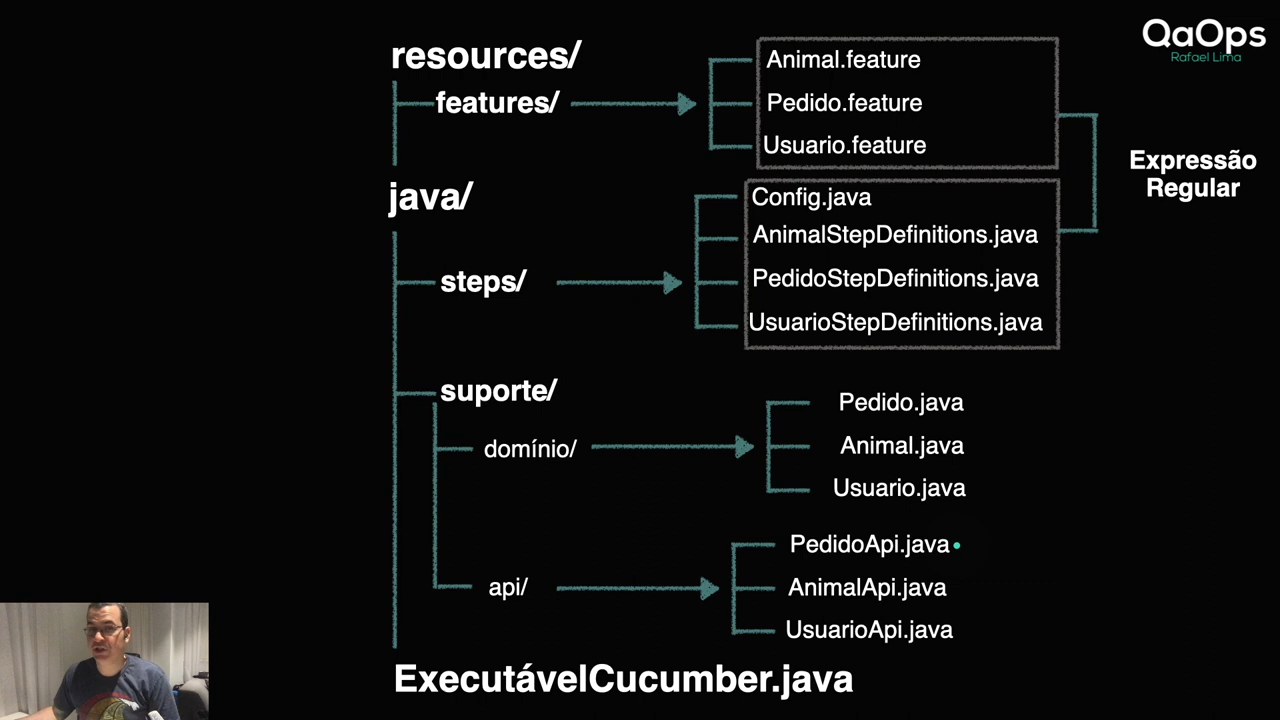 QaOps
Rafael Lima
resources/
features/
Animal.feature
Pedido.feature
Usuario.feature
Expressão
Regular
java/
steps/
Config.java
AnimalStepDefinitions.java
PedidoStepDefinitions.java
UsuarioStepDefinitions.java
suporte/
domínio/
Pedido.java
Animal.java
Usuario.java
api/
PedidoApi.java
AnimalApi.java
UsuarioApi.java
ExecutávelCucumber.java